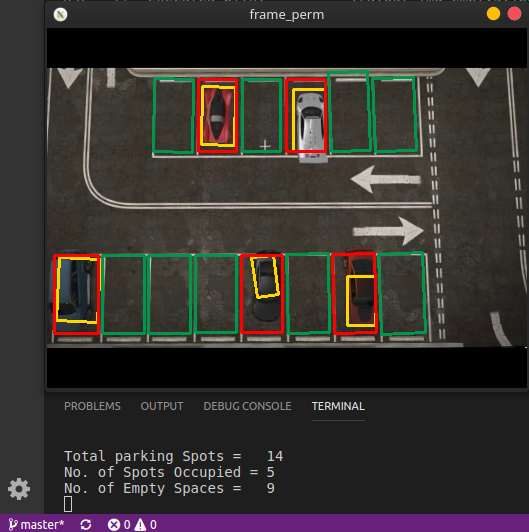 frame_perm
PROBLEMS OUTPUT DEBUG CONSOLE TERMINAL
Total parking Spots = 14
No. of Spots Occupied = 5
No. of Empty Spaces = 9
master* 0 0